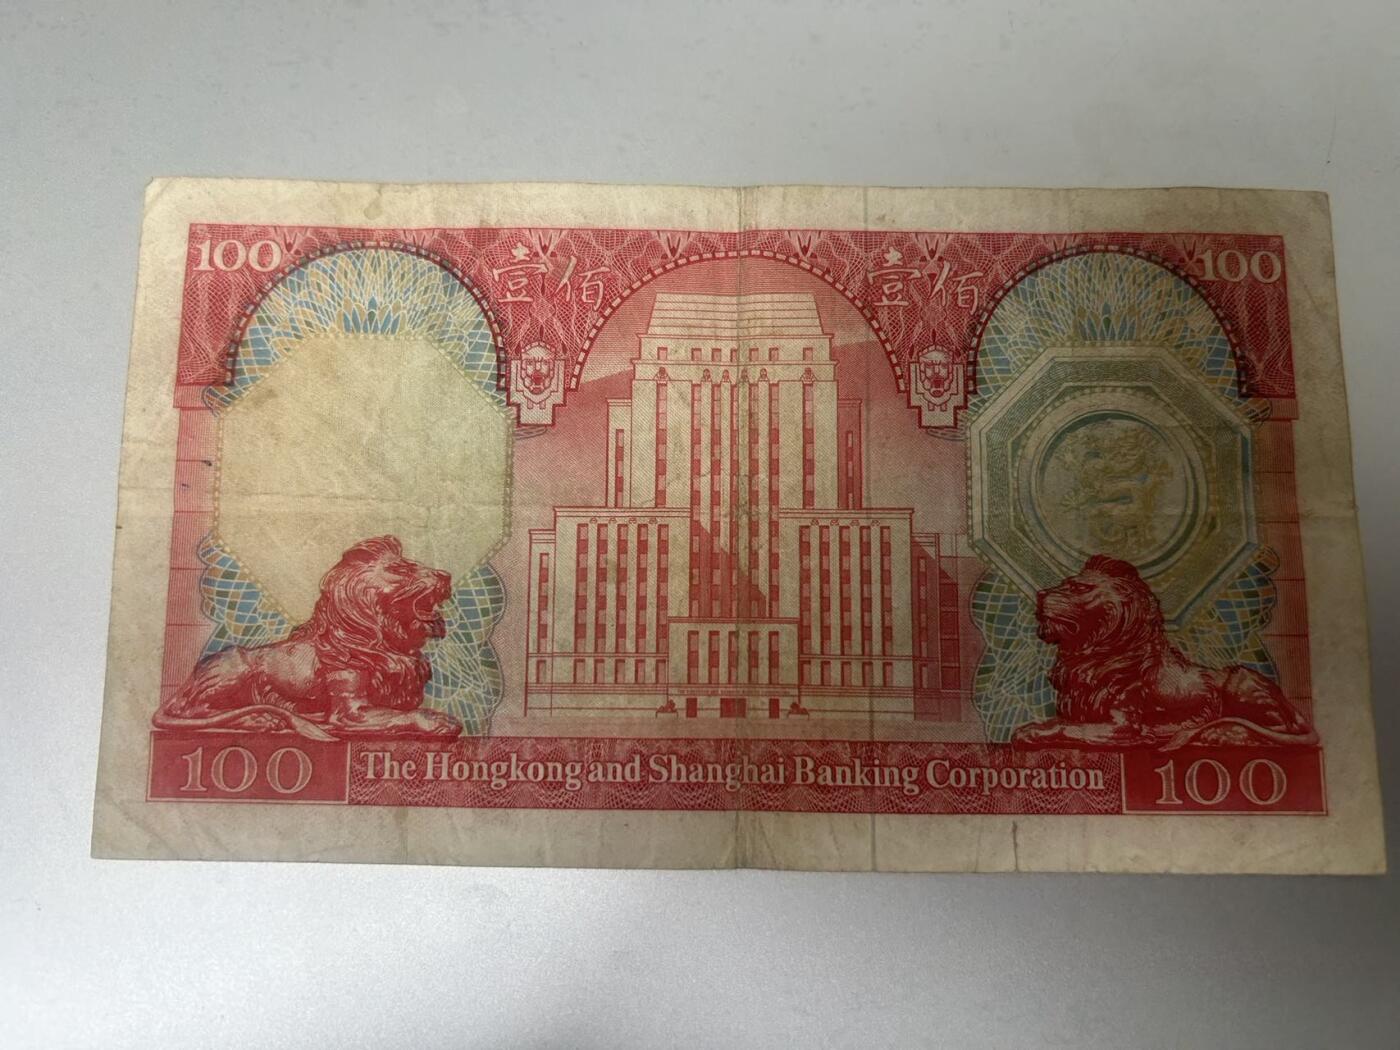 100 壹佰 壹佰 100
100 The Hongkong and Shanghai Banking Corporation 100